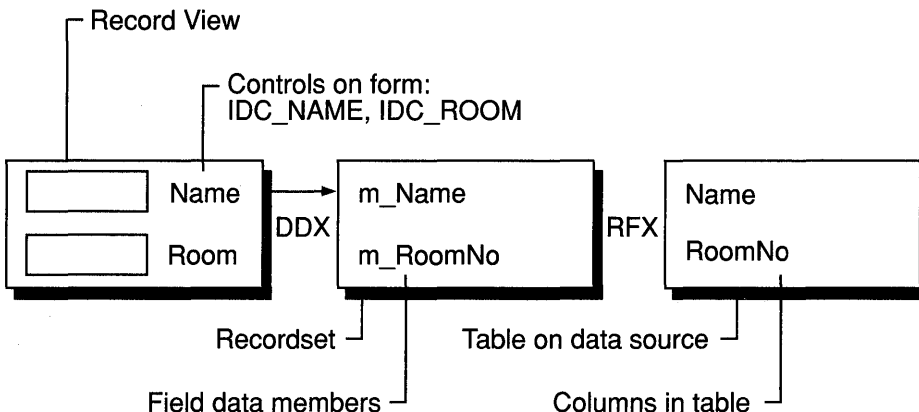 Record View
Controls on form:
IDC_NAME, IDC_ROOM
Name
m_Name
Name
DDX
RFX
Room
m_RoomNo
RoomNo
Recordset
Table on data source
Field data members
Columns in table